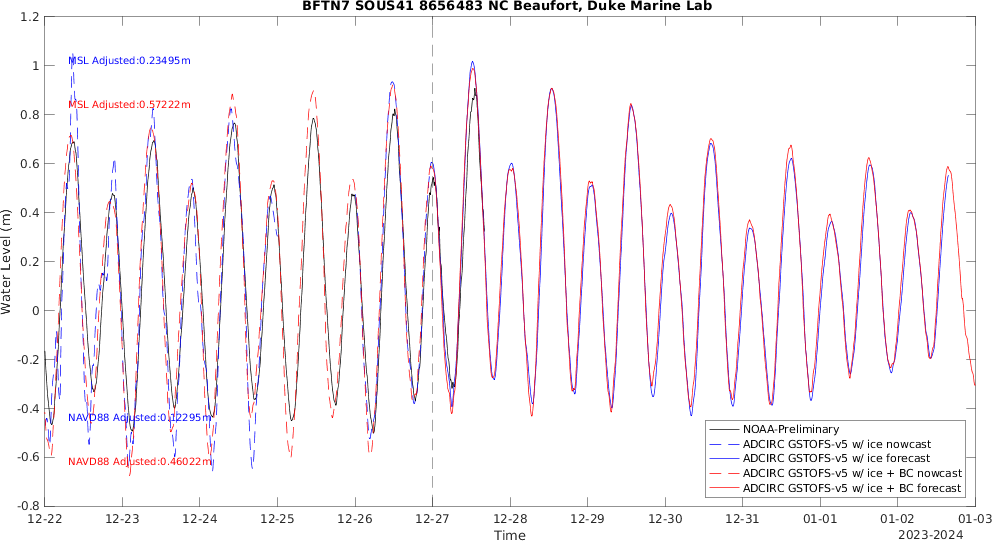 BFTN7 SOUS41 8656483 NC Beaufort, Duke Marine Lab
1.2
1
0.8
0.6
0.4
0.2
0
-0.2
-0.4
-0.6
-0.8
Water Level (m)
MSL Adjusted:0.23495m
MSL Adjusted:0.57222m
NAVD88 Adjusted:0.12295m
NAVD88 Adjusted:0.46022m
NOAA-Preliminary
ADCIRC GSTOFS-v5 w/ ice nowcast
ADCIRC GSTOFS-v5 w/ ice forecast
ADCIRC GSTOFS-v5 w/ ice + BC nowcast
ADCIRC GSTOFS-v5 w/ ice + BC forecast
12-22 12-23 12-24 12-25 12-26 12-27 12-28 12-29 12-30 12-31 01-01 01-02 01-03
Time
2023-2024